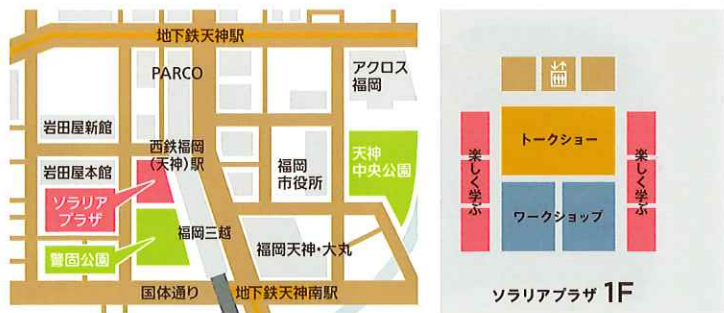 地下鉄天神駅
PARCO
アクロス
福岡
岩田屋新館
西鉄福岡
(天神)駅
岩田屋本館
福岡
市役所
天神
中央公園
ソラリア
プラザ
福岡三越
福岡天神・大丸
警固公園
国体通り
地下鉄天神南駅
トークショー
楽しく学ぶ
楽しく学ぶ
ワークショップ
ソラリアプラザ 1F